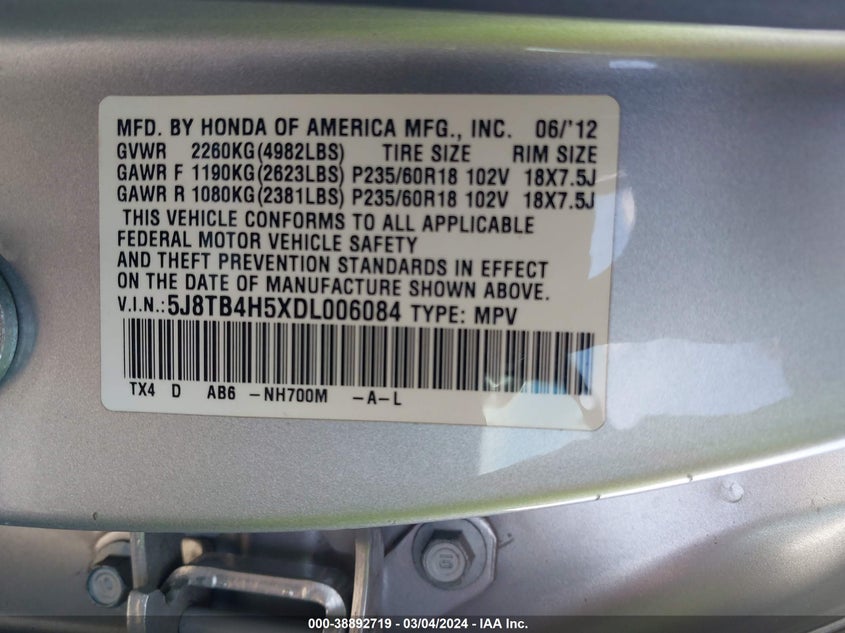 MFD. BY HONDA OF AMERICA MFG., INC. 06/'12
GVWR 2260KG(4982LBS) TIRE SIZE RIM SIZE
GAWR F 1190KG(2623LBS) P235/60R18 102V 18X7.5J
GAWR R 1080KG(2381LBS) P235/60R18 102V 18X7.5J
THIS VEHICLE CONFORMS TO ALL APPLICABLE
FEDERAL MOTOR VEHICLE SAFETY
AND THEFT PREVENTION STANDARDS IN EFFECT
ON THE DATE OF MANUFACTURE SHOWN ABOVE.
V.I.N.:5J8TB4H5XDL006084 TYPE: MPV
TX4 D AB6 -NH700M -A-L
000-38892719 - 03/04/2024 - IAA Inc.